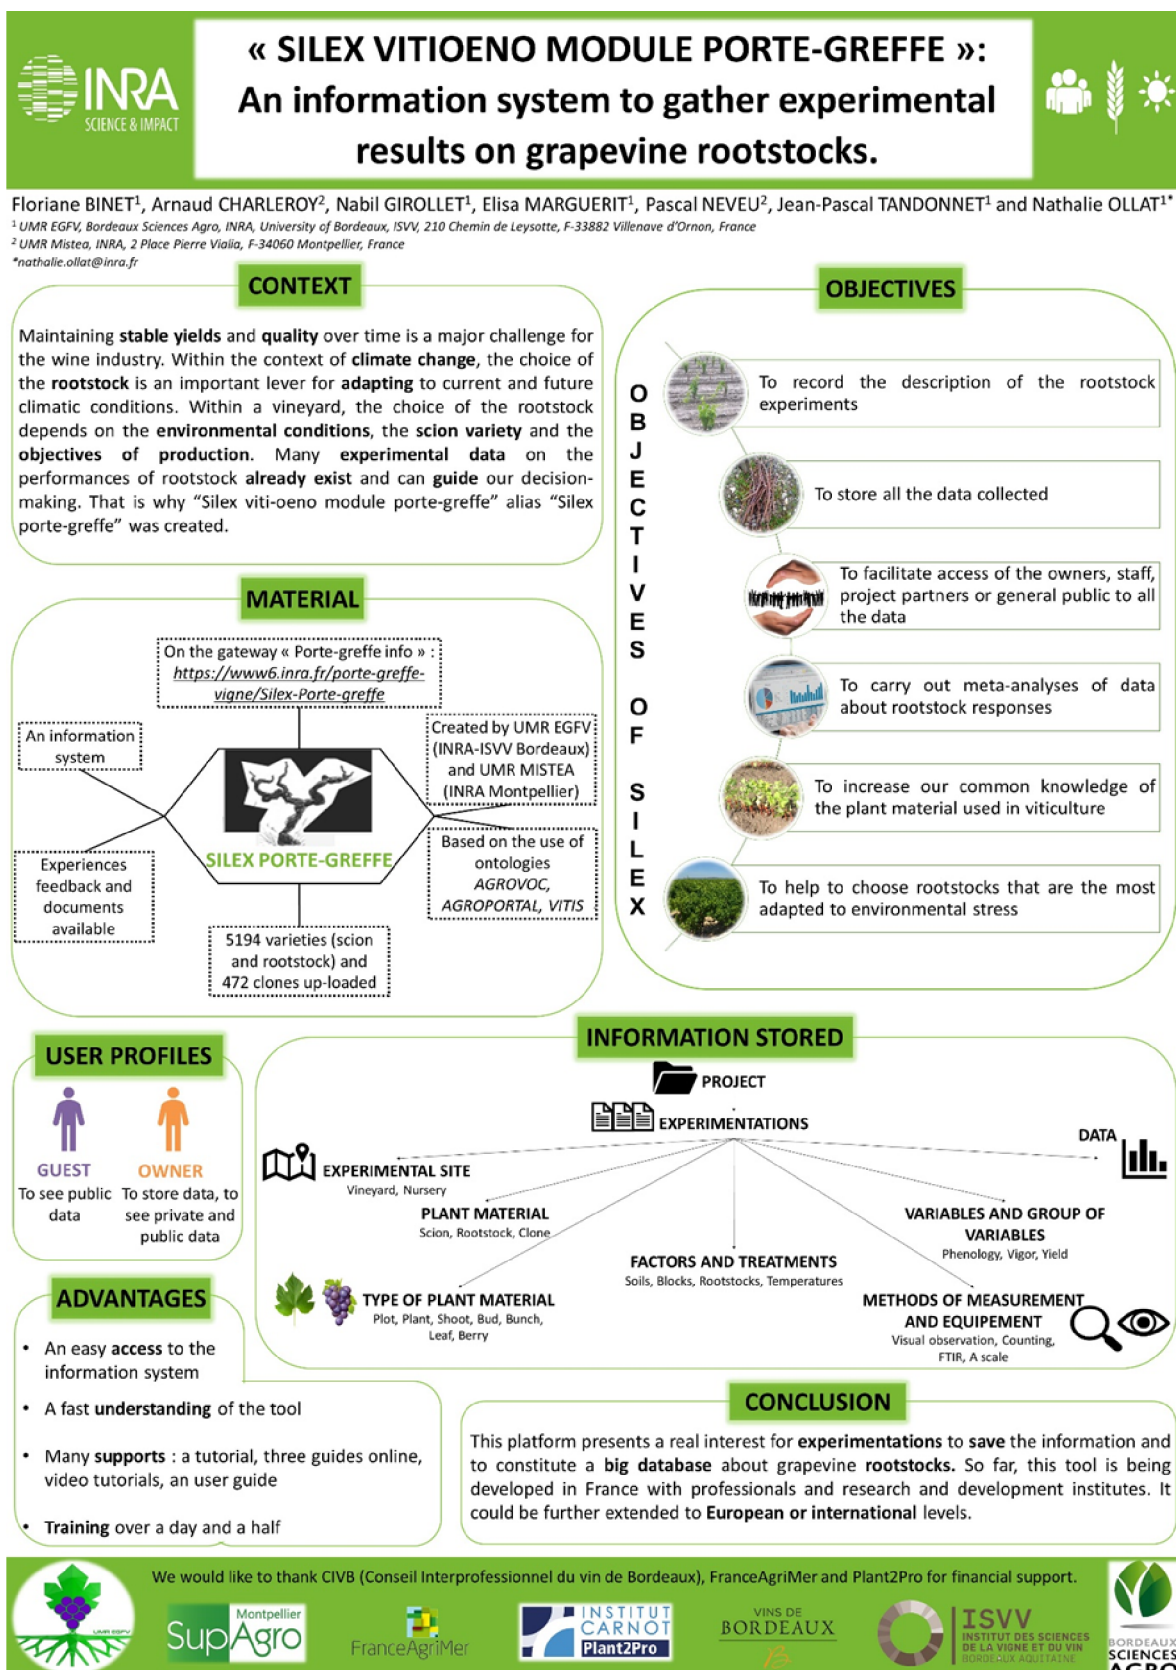 INRA
SCIENCE & IMPACT
« SILEX VITIOENO MODULE PORTE-GREFFE »:
An information system to gather experimental
results on grapevine rootstocks.
Floriane BINET¹, Arnaud CHARLEROY², Nabil GIROLLET¹, Elisa MARGUERIT¹, Pascal NEVEU², Jean-Pascal TANDONNET¹ and Nathalie OLLAT¹*
¹ UMR EGFV, Bordeaux Sciences Agro, INRA, University of Bordeaux, ISVV, 210 Chemin de Leysotte, F-33882 Villenave d'Ornon, France
² UMR Mistea, INRA, 2 Place Pierre Viala, F-34060 Montpellier, France
*nathalie.ollat@inra.fr
CONTEXT
Maintaining stable yields and quality over time is a major challenge for
the wine industry. Within the context of climate change, the choice of
the rootstock is an important lever for adapting to current and future
climatic conditions. Within a vineyard, the choice of the rootstock
depends on the environmental conditions, the scion variety and the
objectives of production. Many experimental data on the
performances of rootstock already exist and can guide our decision-
making. That is why “Silex viti-oeno module porte-greffe” alias “Silex
porte-greffe” was created.
MATERIAL
On the gateway « Porte-greffe info » :
https://www6.inra.fr/porte-greffe-
vigne/Silex-Porte-greffe
An information
system
Created by UMR EGFV
(INRA-ISVV Bordeaux)
and UMR MISTEA
(INRA Montpellier)
SILEX PORTE-GREFFE
Experiences
feedback and
documents
available
Based on the use of
ontologies
AGROVOC,
AGROPORTAL, VITIS
5194 varieties (scion
and rootstock) and
472 clones up-loaded
OBJECTIVES
OBJECTIVES OF SILEX
To record the description of the rootstock
experiments
To store all the data collected
To facilitate access of the owners, staff,
project partners or general public to all
the data
To carry out meta-analyses of data
about rootstock responses
To increase our common knowledge of
the plant material used in viticulture
To help to choose rootstocks that are the most
adapted to environmental stress
USER PROFILES
GUEST
To see public
data
OWNER
To store data, to
see private and
public data
INFORMATION STORED
PROJECT
EXPERIMENTATIONS
DATA
EXPERIMENTAL SITE
Vineyard, Nursery
PLANT MATERIAL
Scion, Rootstock, Clone
VARIABLES AND GROUP OF
VARIABLES
Phenology, Vigor, Yield
FACTORS AND TREATMENTS
Soils, Blocks, Rootstocks, Temperatures
TYPE OF PLANT MATERIAL
Plot, Plant, Shoot, Bud, Bunch,
Leaf, Berry
METHODS OF MEASUREMENT
AND EQUIPEMENT
Visual observation, Counting,
FTIR, A scale
ADVANTAGES
• An easy access to the
information system
• A fast understanding of the tool
• Many supports : a tutorial, three guides online,
video tutorials, an user guide
• Training over a day and a half
CONCLUSION
This platform presents a real interest for experimentations to save the information and
to constitute a big database about grapevine rootstocks. So far, this tool is being
developed in France with professionals and research and development institutes. It
could be further extended to European or international levels.
We would like to thank CIVB (Conseil Interprofessionnel du vin de Bordeaux), FranceAgriMer and Plant2Pro for financial support.
UMR EGFV
Montpellier
SupAgro
FranceAgriMer
INSTITUT
CARNOT
Plant2Pro
VINS DE
BORDEAUX
B
ISVV
INSTITUT DES SCIENCES
DE LA VIGNE ET DU VIN
BORDEAUX AQUITAINE
BORDEAUX
SCIENCES
AGRO